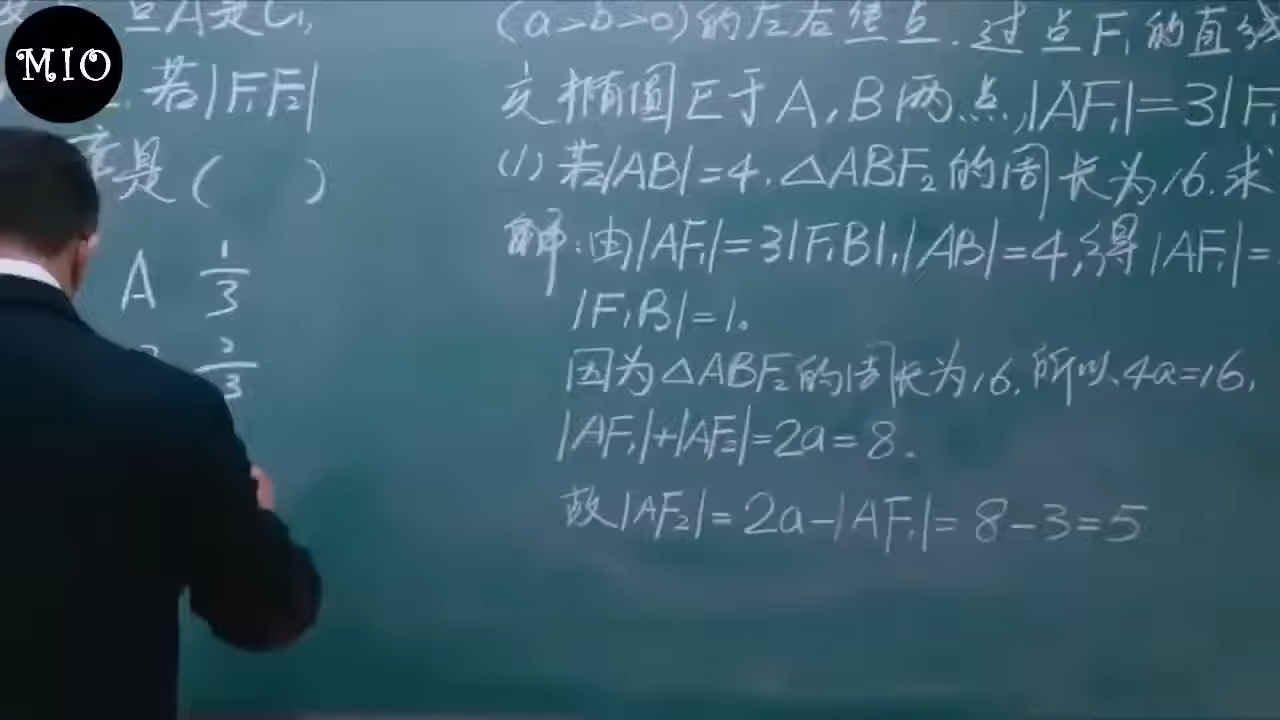 MIO
点A是C₁,
若|F₁F₂|
率是( )
A 1/3
2/3
(a>b>0)的左右焦点.过点F₁的直线
交椭圆E于A,B两点,|AF₁|=3|F₁
(1)若|AB|=4.△ABF₂的周长为16.求
解:由|AF₁|=3|F₁B|,|AB|=4,得|AF₁|=
|F₁B|=1。
因为△ABF₂的周长为16,所以4a=16,
|AF₁|+|AF₂|=2a=8.
故|AF₂|=2a-|AF₁|=8-3=5